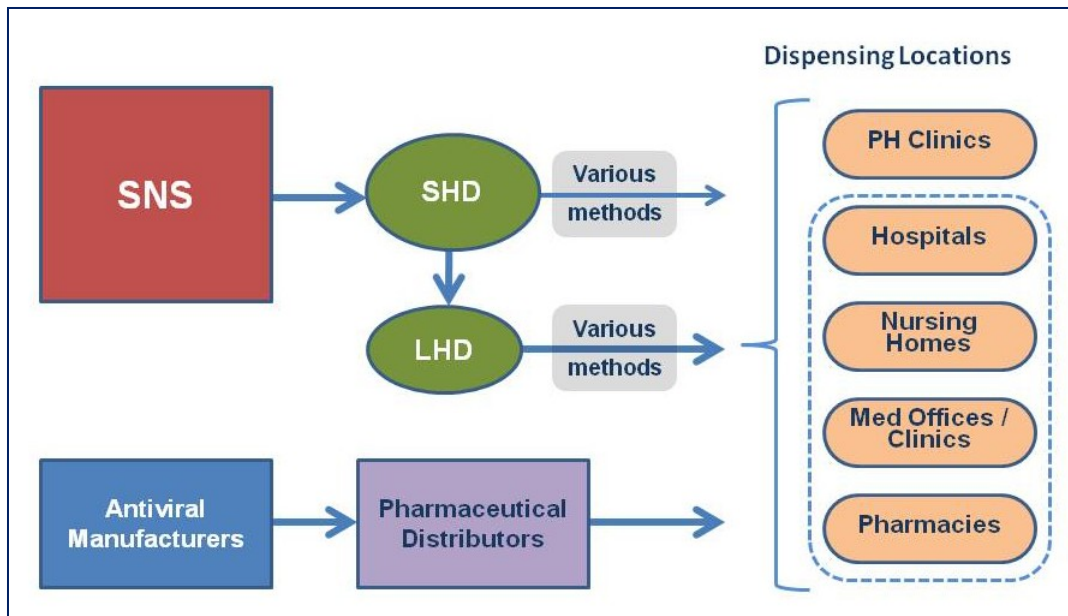 Dispensing Locations
SNS
SHD
Various
methods
LHD
Various
methods
Antiviral
Manufacturers
Pharmaceutical
Distributors
PH Clinics
Hospitals
Nursing
Homes
Med Offices /
Clinics
Pharmacies